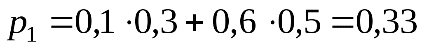 p₁ = 0,1 · 0,3 + 0,6 · 0,5 = 0,33